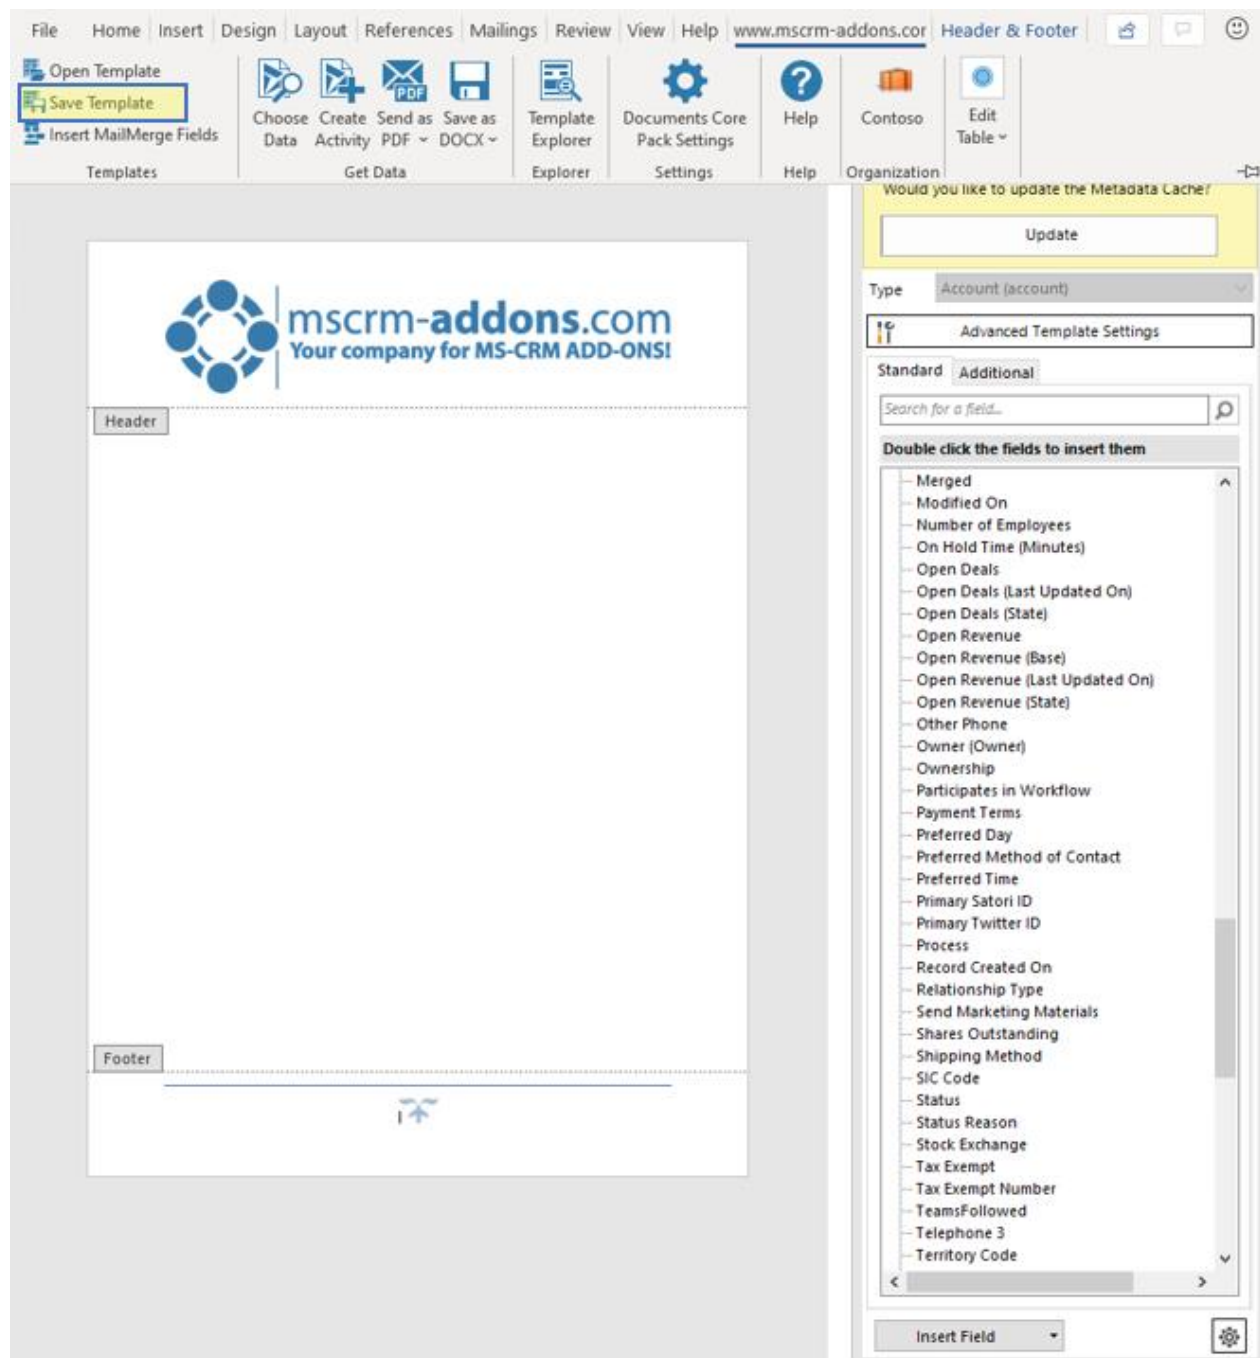 File Home Insert Design Layout References Mailings Review View Help www.mscrm-addons.cor Header & Footer
Open Template
Save Template
Insert MailMerge Fields
Templates
Choose Data
Create Activity
Send as PDF
Save as DOCX
Get Data
Template Explorer
Explorer
Documents Core Pack Settings
Settings
Help
Help
Contoso
Organization
Edit Table
PDF
mscrm-addons.com
Your company for MS-CRM ADD-ONS!
Header
Footer
Would you like to update the Metadata Cache?
Update
Type Account (account)
Advanced Template Settings
Standard Additional
Search for a field...
Double click the fields to insert them
Merged
Modified On
Number of Employees
On Hold Time (Minutes)
Open Deals
Open Deals (Last Updated On)
Open Deals (State)
Open Revenue
Open Revenue (Base)
Open Revenue (Last Updated On)
Open Revenue (State)
Other Phone
Owner (Owner)
Ownership
Participates in Workflow
Payment Terms
Preferred Day
Preferred Method of Contact
Preferred Time
Primary Satori ID
Primary Twitter ID
Process
Record Created On
Relationship Type
Send Marketing Materials
Shares Outstanding
Shipping Method
SIC Code
Status
Status Reason
Stock Exchange
Tax Exempt
Tax Exempt Number
TeamsFollowed
Telephone 3
Territory Code
Insert Field